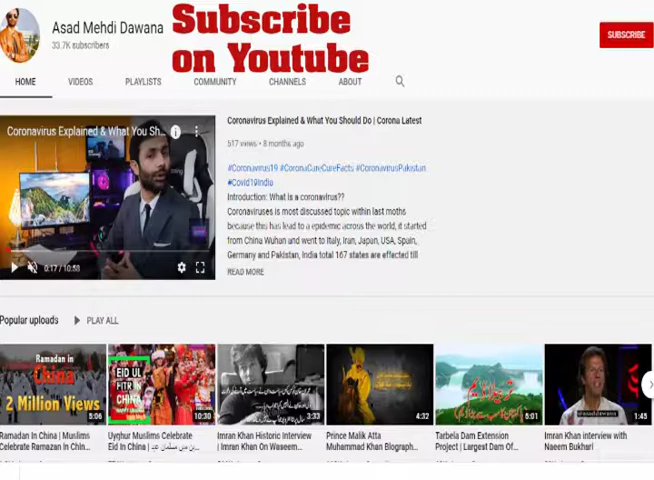 Asad Mehdi Dawana
33.7K subscribers
Subscribe
on Youtube
SUBSCRIBE
HOME VIDEOS PLAYLISTS COMMUNITY CHANNELS ABOUT
Coronavirus Explained & What You Sh...
0:17 / 10:58
Coronavirus Explained & What You Should Do | Corona Latest
517 views • 8 months ago
#Coronavirus19 #CoronaCareCureFacts #CoronavirusPakistan
#Covid19India
Introduction: What is a coronavirus??
Coronaviruses is most discussed topic within last moths
because this has lead to a epidemic across the world, it started
from China Wuhan and went to Italy, Iran, Japan, USA, Spain,
Germany and Pakistan, India total 167 states are effected till
READ MORE
Popular uploads PLAY ALL
Ramadan in
China
2 Million Views
5:06
EID UL
FITR IN
CHINA
10:30
3:33
4:32
تربیلا ڈیم
5:01
1:45
Ramadan In China | Muslims
Celebrate Ramazan In Chin...
Uyghur Muslims Celebrate
Eid In China |
Imran Khan Historic Interview
| Imran Khan On Waseem...
Prince Malik Atta
Muhammad Khan Biograph...
Tarbela Dam Extension
Project | Largest Dam Of...
Imran Khan interview with
Naeem Bukhari